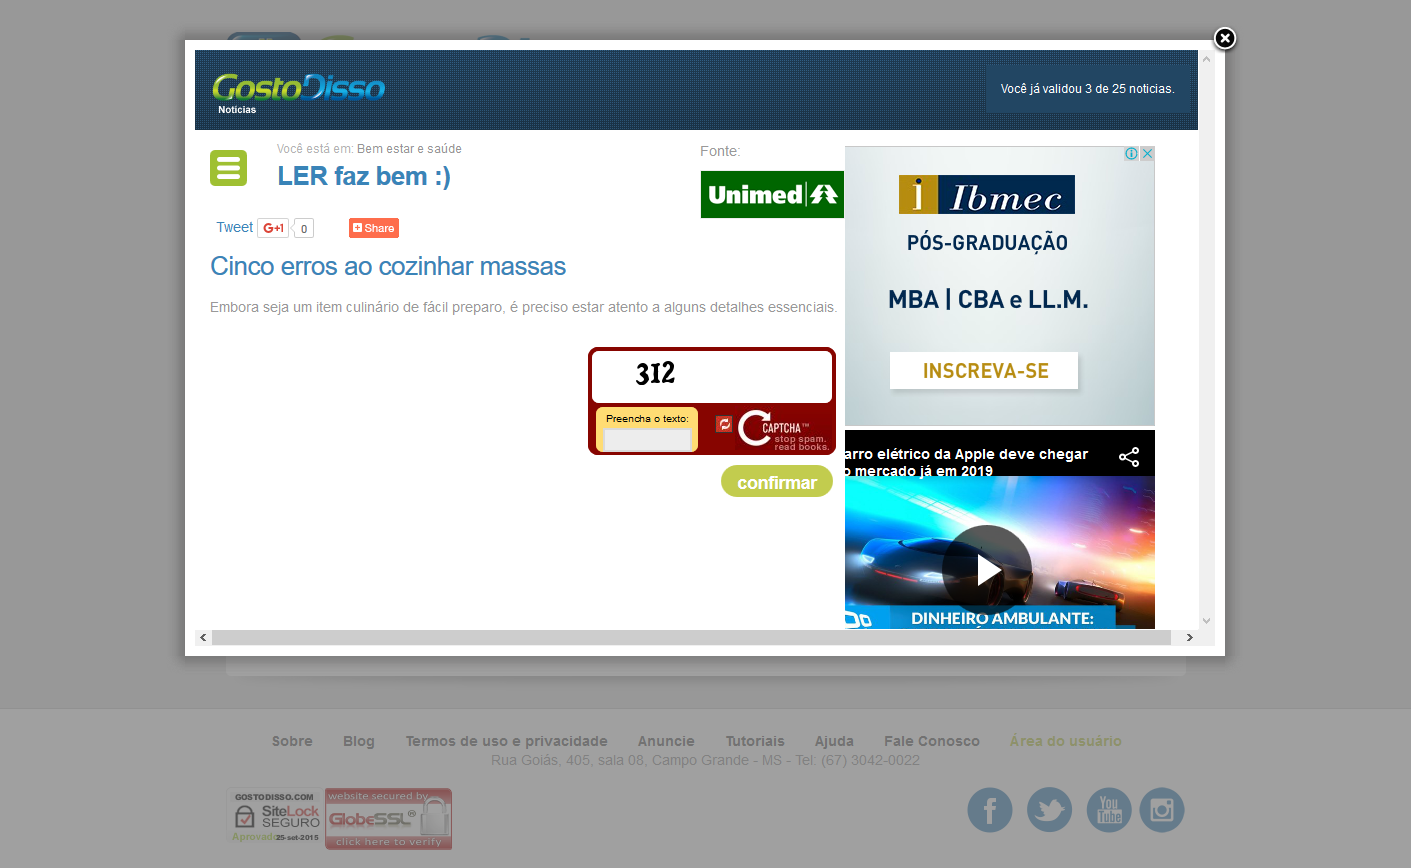 GostoDisso
Notícias
Você já validou 3 de 25 noticias.
Você está em: Bem estar e saúde
LER faz bem :)
Fonte:
Unimed
Tweet
G+1
0
Share
Cinco erros ao cozinhar massas
Embora seja um item culinário de fácil preparo, é preciso estar atento a alguns detalhes essenciais.
312
Preencha o texto:
CAPTCHA™
stop spam.
read books.
confirmar
i Ibmec
PÓS-GRADUAÇÃO
MBA | CBA e LL.M.
INSCREVA-SE
arro elétrico da Apple deve chegar
o mercado já em 2019
DINHEIRO AMBULANTE:
Sobre
Blog
Termos de uso e privacidade
Anuncie
Tutoriais
Ajuda
Fale Conosco
Área do usuário
Rua Goiás, 405, sala 08, Campo Grande - MS - Tel: (67) 3042-0022
GOSTODISSO.COM
SiteLock
SEGURO
Aprovado 25-set-2015
website secured by
GlobeSSL®
click here to verify
You
Tube